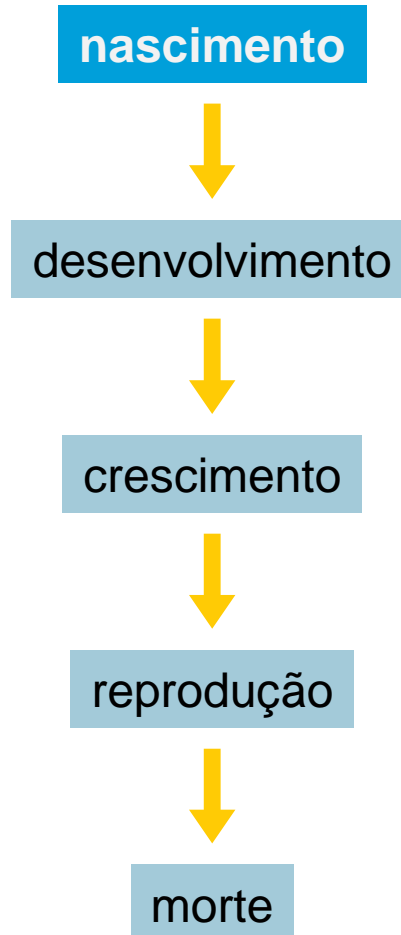 nascimento
desenvolvimento
crescimento
reprodução
morte